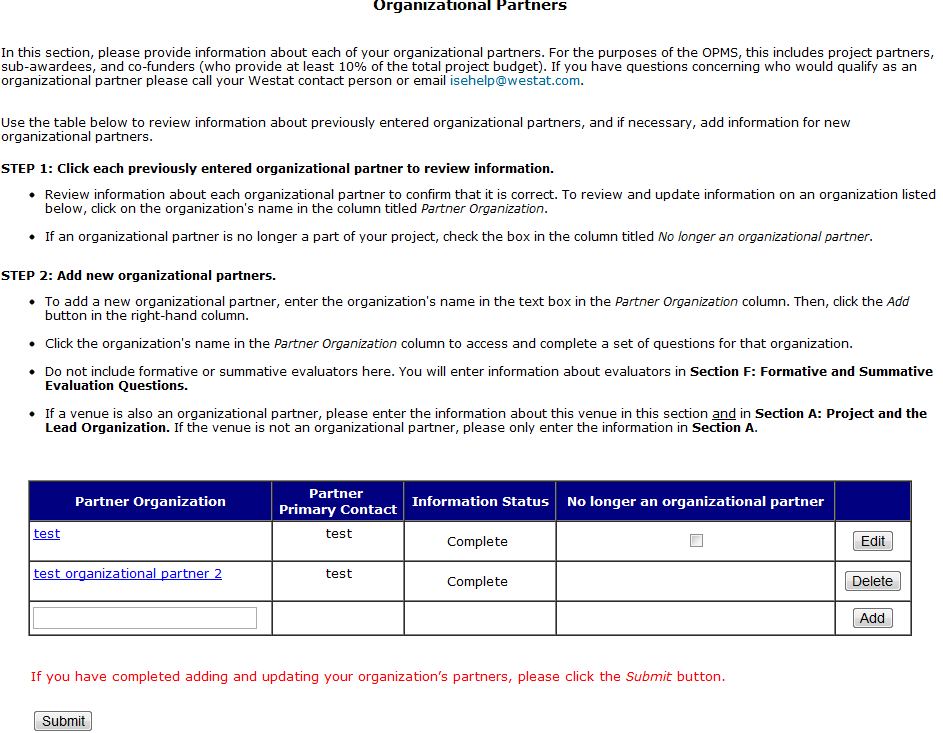 Organizational Partners
In this section, please provide information about each of your organizational partners. For the purposes of the OPMS, this includes project partners,
sub-awardees, and co-funders (who provide at least 10% of the total project budget). If you have questions concerning who would qualify as an
organizational partner please call your Westat contact person or email isehelp@westat.com.
Use the table below to review information about previously entered organizational partners, and if necessary, add information for new
organizational partners.
STEP 1: Click each previously entered organizational partner to review information.
• Review information about each organizational partner to confirm that it is correct. To review and update information on an organization listed
below, click on the organization's name in the column titled Partner Organization.
• If an organizational partner is no longer a part of your project, check the box in the column titled No longer an organizational partner.
STEP 2: Add new organizational partners.
• To add a new organizational partner, enter the organization's name in the text box in the Partner Organization column. Then, click the Add
button in the right-hand column.
• Click the organization's name in the Partner Organization column to access and complete a set of questions for that organization.
• Do not include formative or summative evaluators here. You will enter information about evaluators in Section F: Formative and Summative
Evaluation Questions.
• If a venue is also an organizational partner, please enter the information about this venue in this section and in Section A: Project and the
Lead Organization. If the venue is not an organizational partner, please only enter the information in Section A.
Partner Organization Partner Primary Contact Information Status No longer an organizational partner
test test Complete Edit
test organizational partner 2 test Complete Delete
Add
If you have completed adding and updating your organization’s partners, please click the Submit button.
Submit